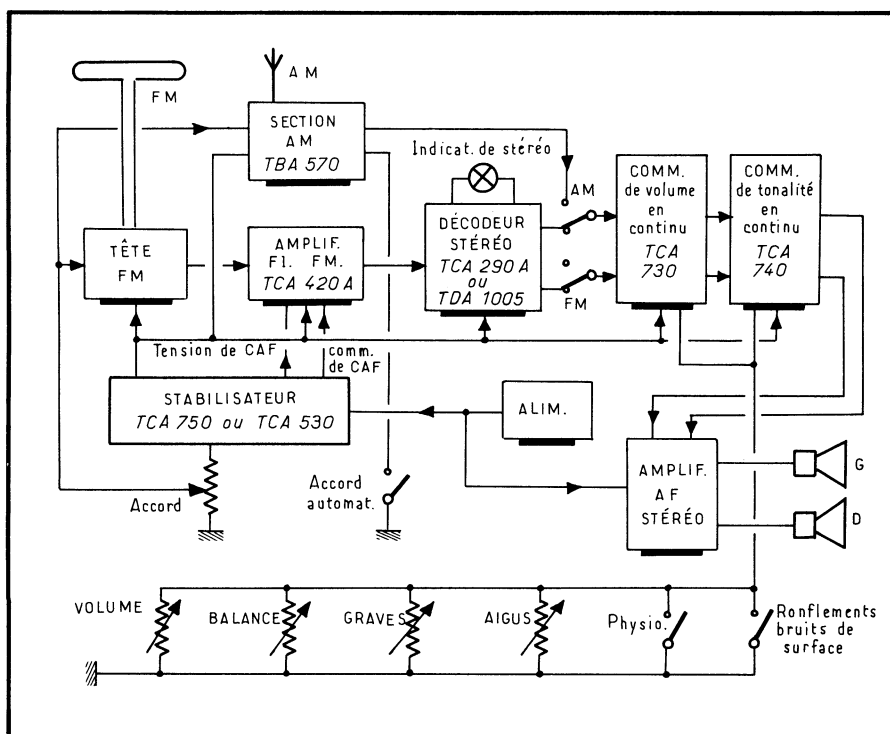 FM
AM
SECTION
AM
TBA 570
Indicat. de stéréo
AM
COMM.
de volume
en
continu
TCA
730
COMM.
de tonalité
en
continu
TCA
740
TÊTE
FM
AMPLIF.
FI. FM.
TCA 420A
DÉCODEUR
STÉRÉO
TCA 290 A
ou
TDA 1005
FM
Tension de CAF
comm.
de CAF
STABILISATEUR
TCA 750 ou TCA 530
ALIM.
Accord
Accord
automat.
AMPLIF.
AF
STÉRÉO
G
D
VOLUME
BALANCE
GRAVES
AIGUS
Physio.
Ronflements
bruits de
surface